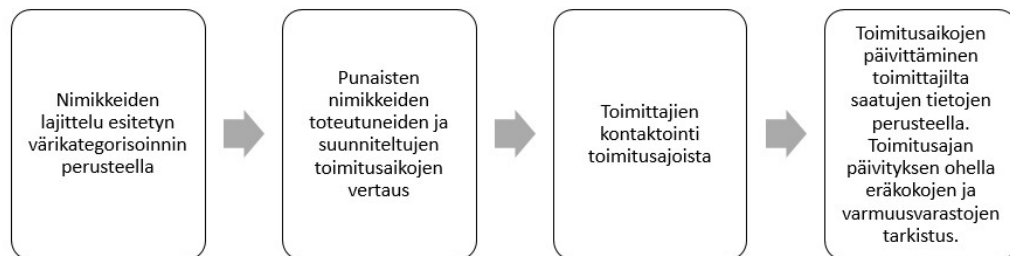 Nimikkeiden
lajittelu esitetyn
värikategorisoinnin
perusteella
Punaisten
nimikkeiden
toteutuneiden ja
suunniteltujen
toimitusaikojen
vertaus
Toimittajien
kontaktointi
toimitusajoista
Toimitusaikojen
päivittäminen
toimittajilta
saatujen tietojen
perusteella.
Toimitusajan
päivityksen ohella
eräkokojen ja
varmuusvarastojen
tarkistus.